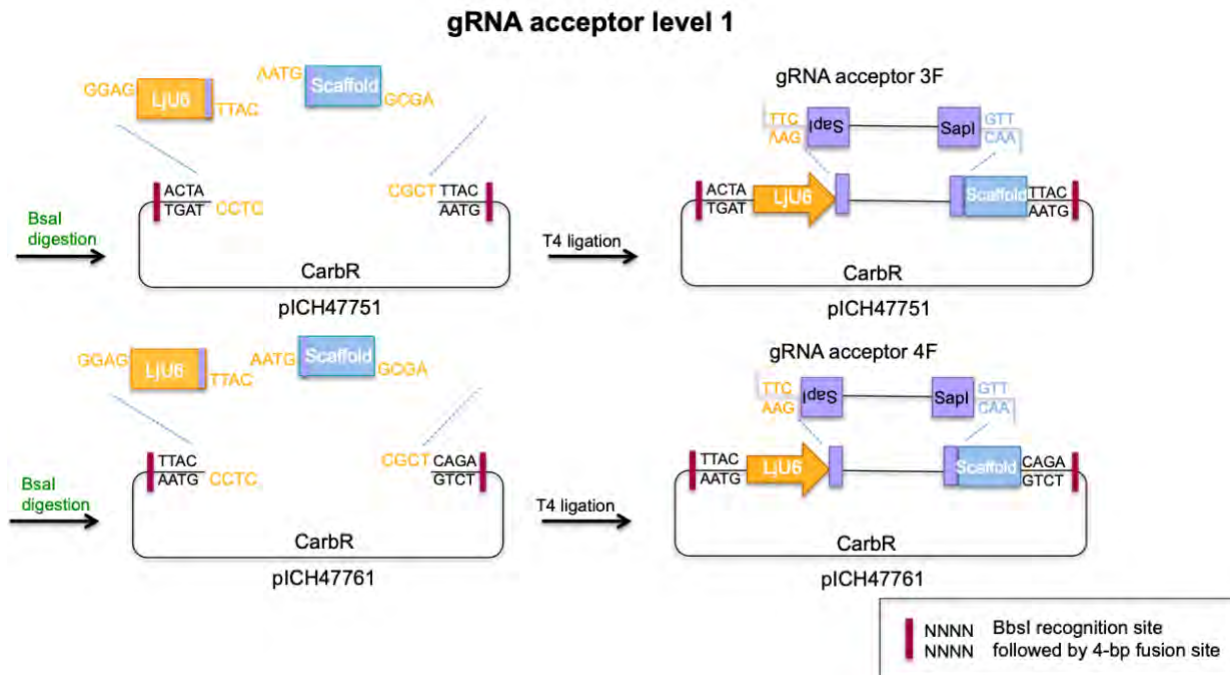 gRNA acceptor level 1
GGAG
LjU6
TTAC
AATG
Scaffold
GCGA
ACTA
TGAT
CCTC
CGCT
TTAC
AATG
BsaI
digestion
CarbR
pICH47751
T4 ligation
gRNA acceptor 3F
TTC
AAG
SapI
SapI
GTT
CAA
ACTA
TGAT
LjU6
Scaffold
TTAC
AATG
CarbR
pICH47751
GGAG
LjU6
TTAC
AATG
Scaffold
GCGA
TTAC
AATG
CCTC
CGCT
CAGA
GTCT
BsaI
digestion
CarbR
pICH47761
T4 ligation
gRNA acceptor 4F
TTC
AAG
SapI
SapI
GTT
CAA
TTAC
AATG
LjU6
Scaffold
CAGA
GTCT
CarbR
pICH47761
NNNN BbsI recognition site
NNNN followed by 4-bp fusion site